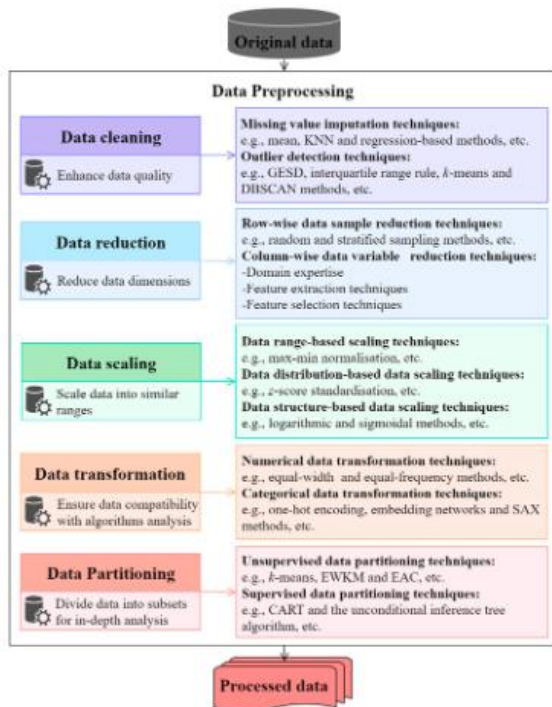 Original data
Data Preprocessing
Data cleaning
Enhance data quality
Missing value imputation techniques:
e.g., mean, KNN and regression-based methods, etc.
Outlier detection techniques:
e.g., GESD, interquartile range rule, k-means and
DBSCAN methods, etc.
Data reduction
Reduce data dimensions
Row-wise data sample reduction techniques:
e.g., random and stratified sampling methods, etc.
Column-wise data variable reduction techniques:
-Domain expertise
-Feature extraction techniques
-Feature selection techniques
Data scaling
Scale data into similar
ranges
Data range-based scaling techniques:
e.g., max-min normalisation, etc.
Data distribution-based data scaling techniques:
e.g., z-score standardisation, etc.
Data structure-based data scaling techniques:
e.g., logarithmic and sigmoidal methods, etc.
Data transformation
Ensure data compatibility
with algorithms analysis
Numerical data transformation techniques:
e.g., equal-width and equal-frequency methods, etc.
Categorical data transformation techniques:
e.g., one-hot encoding, embedding networks and SAX
methods, etc.
Data Partitioning
Divide data into subsets
for in-depth analysis
Unsupervised data partitioning techniques:
e.g., k-means, EWKM and EAC, etc.
Supervised data partitioning techniques:
e.g., CART and the unconditional inference tree
algorithm, etc.
Processed data